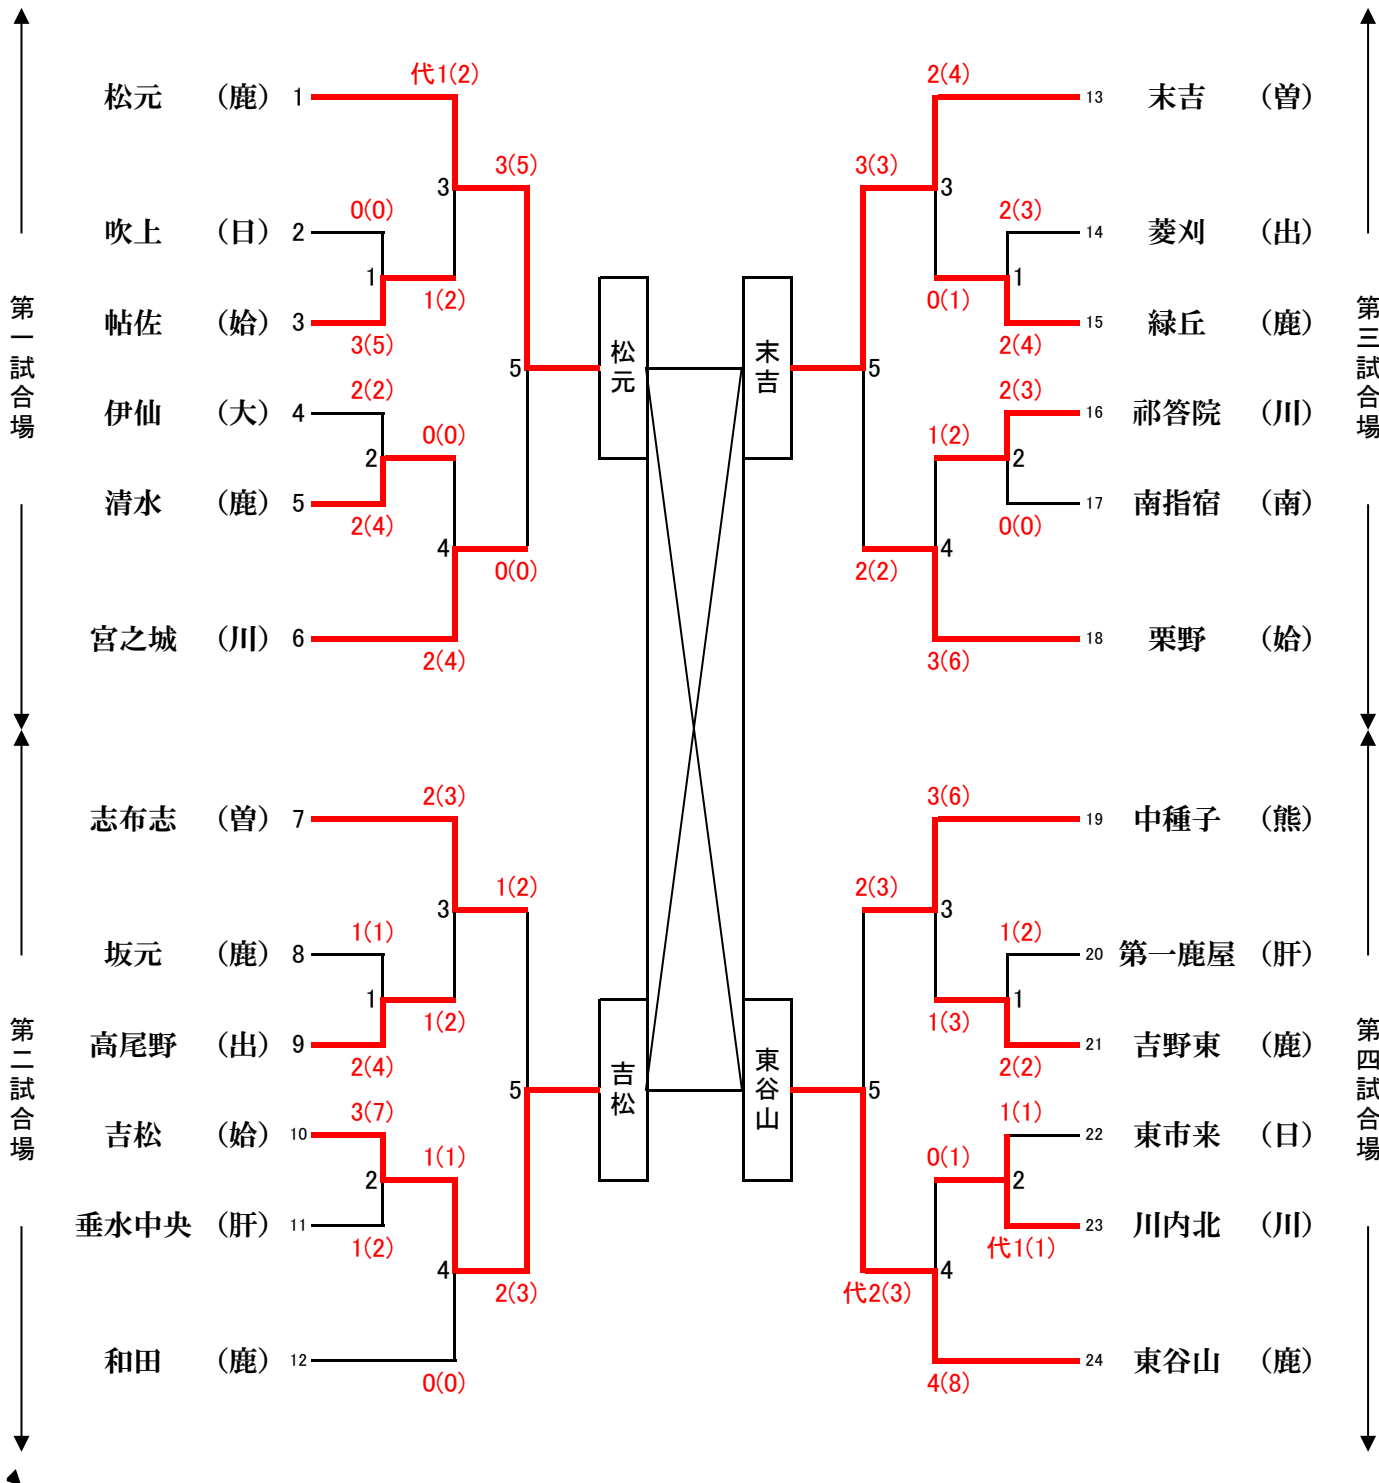 第一試合場
松元 （鹿） 1
代1(2)
3
3(5)
吹上 （日） 2
0(0)
1
1(2)
帖佐 （姶） 3
3(5)
5
伊仙 （大） 4
2(2)
2
0(0)
清水 （鹿） 5
2(4)
4
0(0)
宮之城 （川） 6
2(4)
松元
第二試合場
志布志 （曽） 7
2(3)
3
1(2)
坂元 （鹿） 8
1(1)
1
1(2)
高尾野 （出） 9
2(4)
5
吉松 （姶） 10
3(7)
2
1(1)
垂水中央 （肝） 11
1(2)
4
2(3)
和田 （鹿） 12
0(0)
吉松
第三試合場
2(4)
13 末吉 （曽）
3(3)
3
2(3)
14 菱刈 （出）
1
0(1)
15 緑丘 （鹿）
2(4)
5
2(3)
16 祁答院 （川）
1(2)
2
17 南指宿 （南）
0(0)
4
2(2)
18 栗野 （姶）
3(6)
末吉
第四試合場
3(6)
19 中種子 （熊）
2(3)
3
1(2)
20 第一鹿屋 （肝）
1
1(3)
21 吉野東 （鹿）
2(2)
5
1(1)
22 東市来 （日）
0(1)
2
23 川内北 （川）
代1(1)
4
代2(3)
24 東谷山 （鹿）
4(8)
東谷山